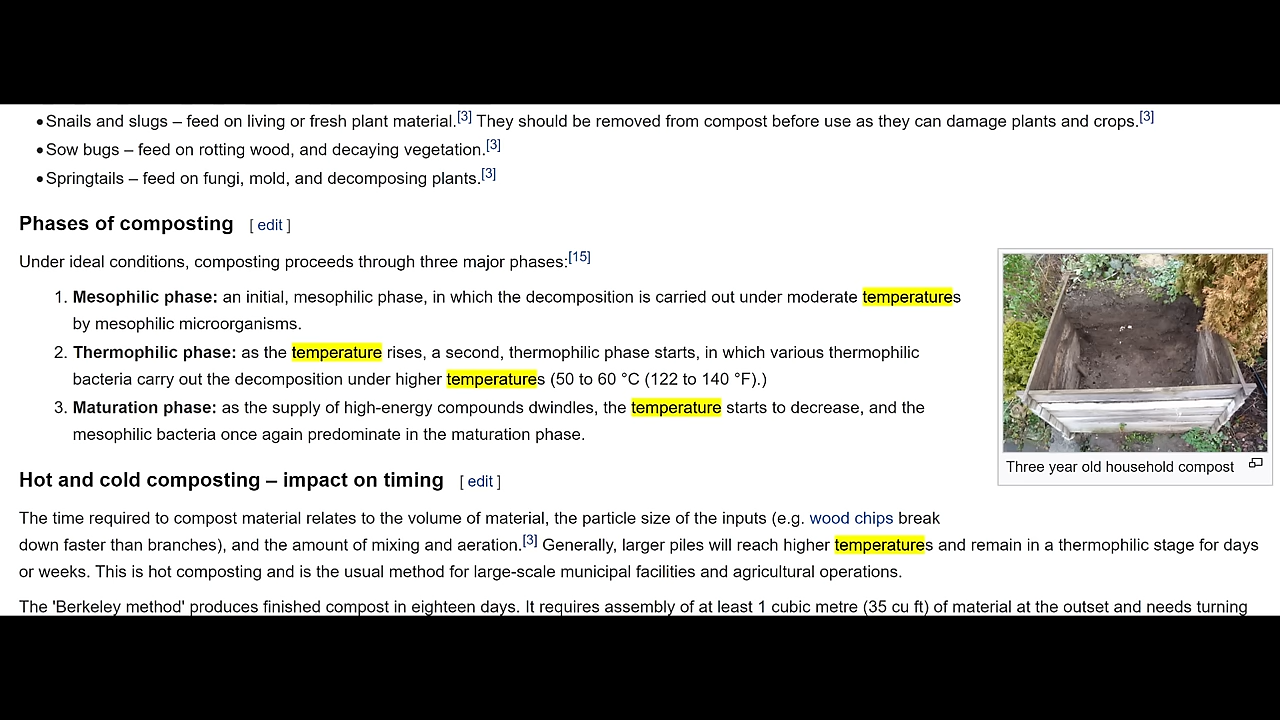 •Snails and slugs – feed on living or fresh plant material.[3] They should be removed from compost before use as they can damage plants and crops.[3]
•Sow bugs – feed on rotting wood, and decaying vegetation.[3]
•Springtails – feed on fungi, mold, and decomposing plants.[3]
Phases of composting [ edit ]
Under ideal conditions, composting proceeds through three major phases:[15]
1. Mesophilic phase: an initial, mesophilic phase, in which the decomposition is carried out under moderate temperatures
by mesophilic microorganisms.
2. Thermophilic phase: as the temperature rises, a second, thermophilic phase starts, in which various thermophilic
bacteria carry out the decomposition under higher temperatures (50 to 60 °C (122 to 140 °F).)
3. Maturation phase: as the supply of high-energy compounds dwindles, the temperature starts to decrease, and the
mesophilic bacteria once again predominate in the maturation phase.
Three year old household compost
Hot and cold composting – impact on timing [ edit ]
The time required to compost material relates to the volume of material, the particle size of the inputs (e.g. wood chips break
down faster than branches), and the amount of mixing and aeration.[3] Generally, larger piles will reach higher temperatures and remain in a thermophilic stage for days
or weeks. This is hot composting and is the usual method for large-scale municipal facilities and agricultural operations.
The 'Berkeley method' produces finished compost in eighteen days. It requires assembly of at least 1 cubic metre (35 cu ft) of material at the outset and needs turning